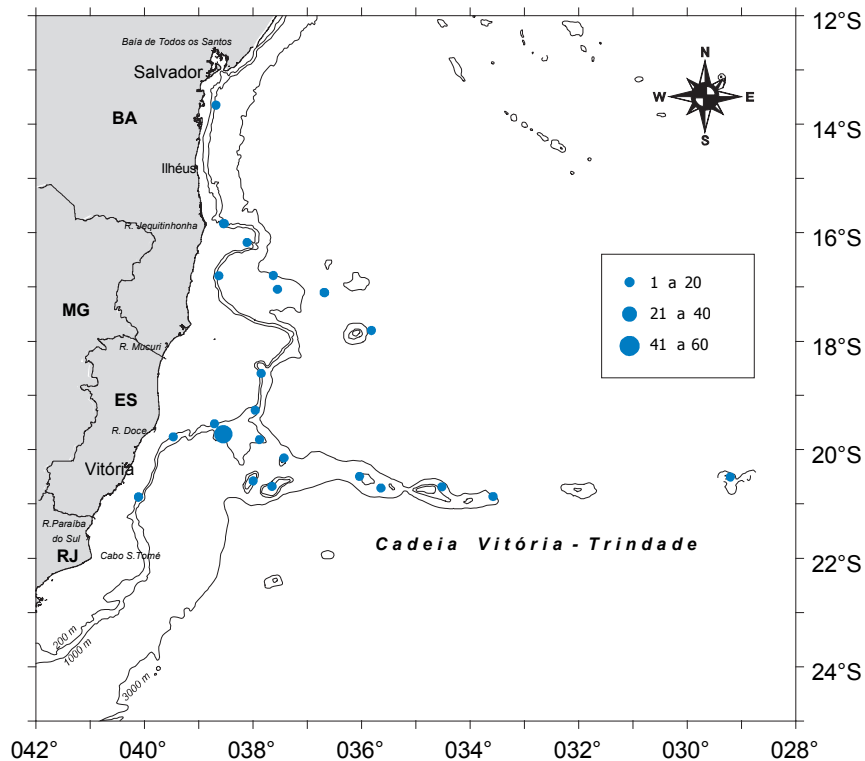 12°S
Baía de Todos os Santos
Salvador
N
W E
S
BA
14°S
Ilhéus
R. Jequitinhonha
16°S
1 a 20
21 a 40
41 a 60
MG
18°S
R. Mucuri
ES
R. Doce
20°S
Vitória
R.Paraíba
do Sul
RJ
Cabo S.Tomé
Cadeia Vitória - Trindade
22°S
200 m
1000 m
3000 m
24°S
042° 040° 038° 036° 034° 032° 030° 028°